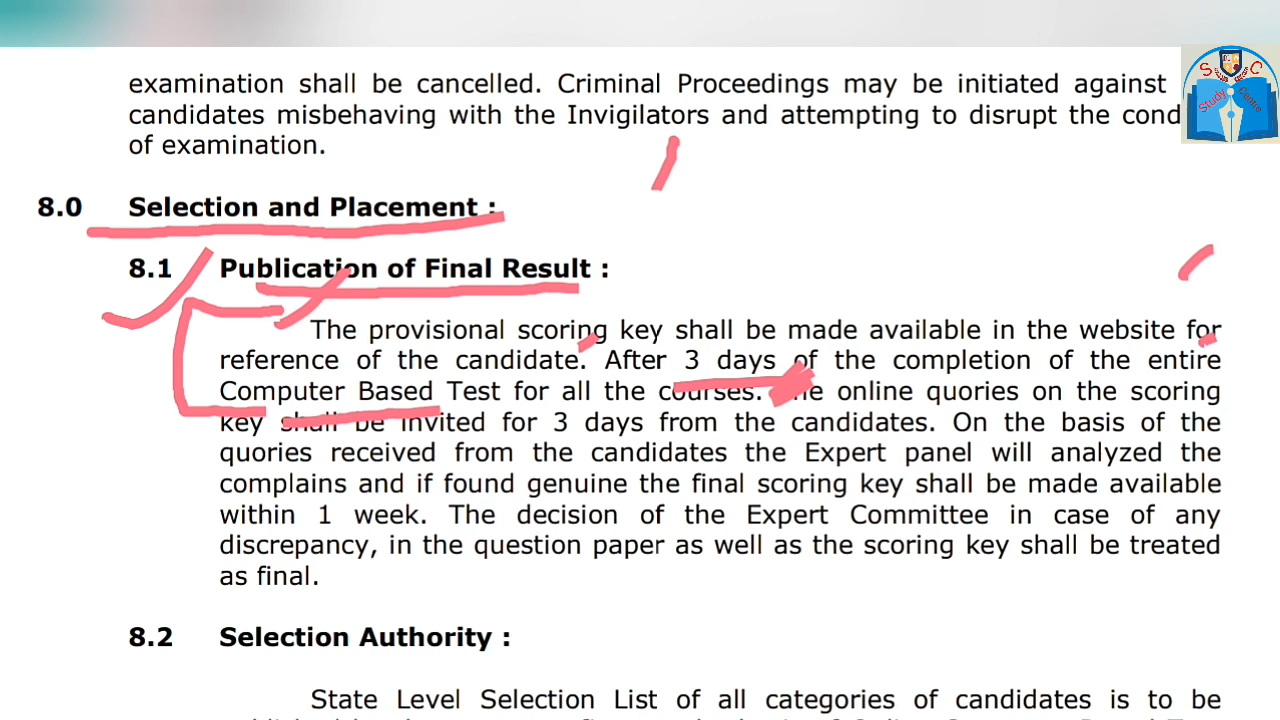 examination shall be cancelled. Criminal Proceedings may be initiated against
candidates misbehaving with the Invigilators and attempting to disrupt the
of examination.
8.0 Selection and Placement :
8.1 Publication of Final Result :
The provisional scoring key shall be made available in the website for
reference of the candidate. After 3 days of the completion of the entire
Computer Based Test for all the courses. The online quories on the scoring
key shall be invited for 3 days from the candidates. On the basis of the
quories received from the candidates the Expert panel will analyzed the
complains and if found genuine the final scoring key shall be made available
within 1 week. The decision of the Expert Committee in case of any
discrepancy, in the question paper as well as the scoring key shall be treated
as final.
8.2 Selection Authority :
State Level Selection List of all categories of candidates is to be
S C
Study Centre